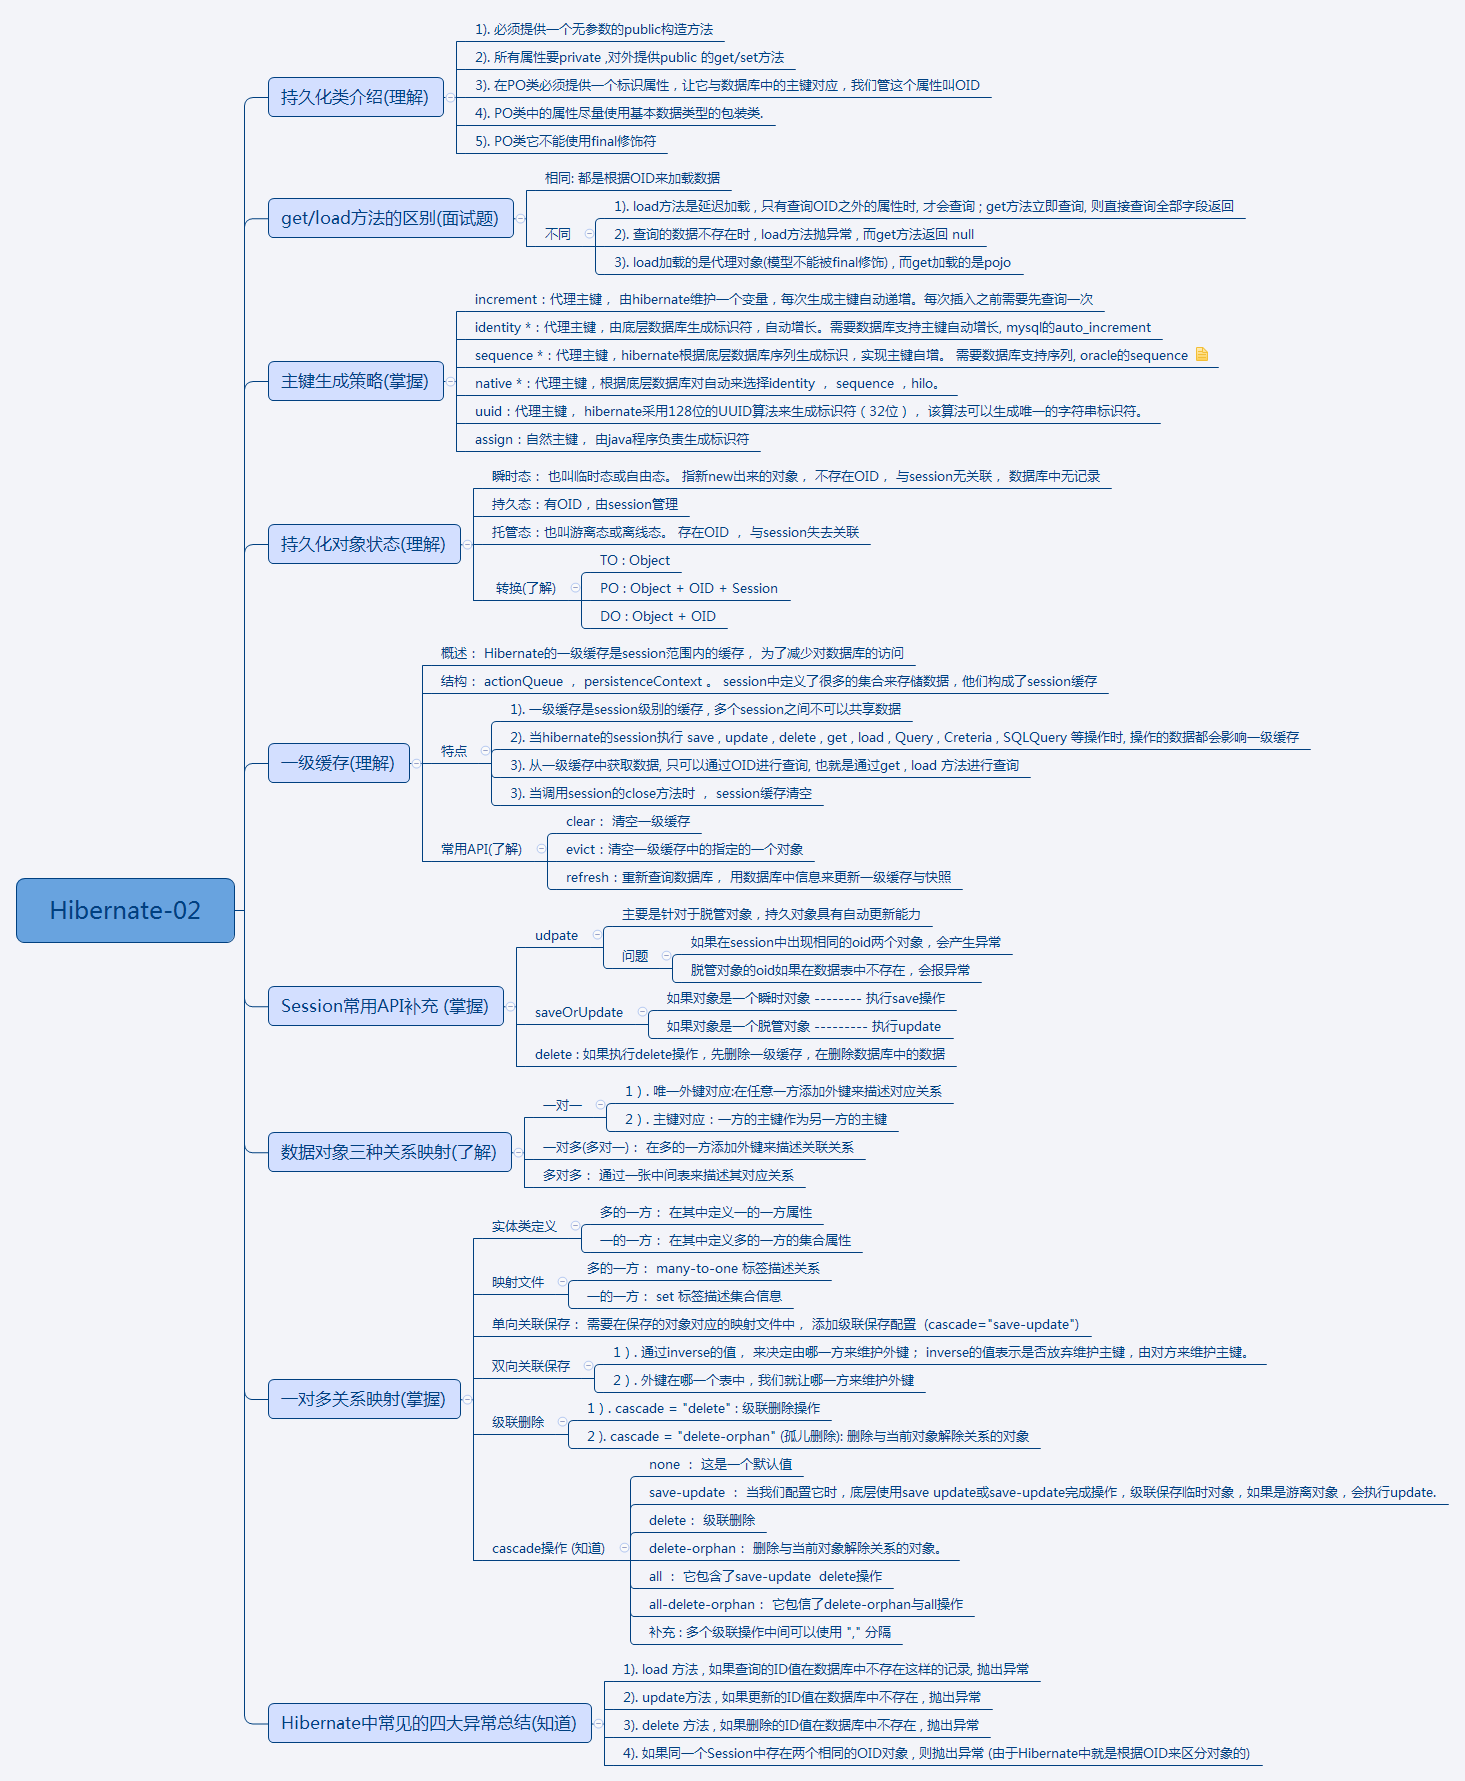 Hibernate-02
持久化类介绍(理解)
1). 必须提供一个无参数的public构造方法
2). 所有属性要private ,对外提供public 的get/set方法
3). 在PO类必须提供一个标识属性，让它与数据库中的主键对应，我们管这个属性叫OID
4). PO类中的属性尽量使用基本数据类型的包装类.
5). PO类它不能使用final修饰符
get/load方法的区别(面试题)
相同: 都是根据OID来加载数据
不同
1). load方法是延迟加载 , 只有查询OID之外的属性时, 才会查询 ; get方法立即查询, 则直接查询全部字段返回
2). 查询的数据不存在时 , load方法抛异常 , 而get方法返回 null
3). load加载的是代理对象(模型不能被final修饰) , 而get加载的是pojo
主键生成策略(掌握)
increment：代理主键， 由hibernate维护一个变量，每次生成主键自动递增。每次插入之前需要先查询一次
identity *：代理主键，由底层数据库生成标识符，自动增长。需要数据库支持主键自动增长, mysql的auto_increment
sequence *：代理主键，hibernate根据底层数据库序列生成标识，实现主键自增。 需要数据库支持序列, oracle的sequence
native *：代理主键，根据底层数据库对自动来选择identity ， sequence ，hilo。
uuid：代理主键， hibernate采用128位的UUID算法来生成标识符（32位）， 该算法可以生成唯一的字符串标识符。
assign：自然主键， 由java程序负责生成标识符
持久化对象状态(理解)
瞬时态： 也叫临时态或自由态。 指新new出来的对象， 不存在OID， 与session无关联， 数据库中无记录
持久态：有OID，由session管理
托管态：也叫游离态或离线态。 存在OID ， 与session失去关联
转换(了解)
TO : Object
PO : Object + OID + Session
DO : Object + OID
一级缓存(理解)
概述： Hibernate的一级缓存是session范围内的缓存， 为了减少对数据库的访问
结构： actionQueue ， persistenceContext 。 session中定义了很多的集合来存储数据，他们构成了session缓存
特点
1). 一级缓存是session级别的缓存 , 多个session之间不可以共享数据
2). 当hibernate的session执行 save , update , delete , get , load , Query , Creteria , SQLQuery 等操作时, 操作的数据都会影响一级缓存
3). 从一级缓存中获取数据, 只可以通过OID进行查询, 也就是通过get , load 方法进行查询
3). 当调用session的close方法时 ， session缓存清空
常用API(了解)
clear： 清空一级缓存
evict：清空一级缓存中的指定的一个对象
refresh：重新查询数据库， 用数据库中信息来更新一级缓存与快照
Session常用API补充 (掌握)
udpate
主要是针对于脱管对象，持久对象具有自动更新能力
问题
如果在session中出现相同的oid两个对象，会产生异常
脱管对象的oid如果在数据表中不存在，会报异常
saveOrUpdate
如果对象是一个瞬时对象 -------- 执行save操作
如果对象是一个脱管对象 --------- 执行update
delete : 如果执行delete操作，先删除一级缓存，在删除数据库中的数据
数据对象三种关系映射(了解)
一对一
1）. 唯一外键对应:在任意一方添加外键来描述对应关系
2）. 主键对应：一方的主键作为另一方的主键
一对多(多对一)： 在多的一方添加外键来描述关联关系
多对多： 通过一张中间表来描述其对应关系
一对多关系映射(掌握)
实体类定义
多的一方： 在其中定义一的一方属性
一的一方： 在其中定义多的一方的集合属性
映射文件
多的一方： many-to-one 标签描述关系
一的一方： set 标签描述集合信息
单向关联保存： 需要在保存的对象对应的映射文件中， 添加级联保存配置 (cascade="save-update")
双向关联保存
1）. 通过inverse的值， 来决定由哪一方来维护外键； inverse的值表示是否放弃维护主键，由对方来维护主键。
2）. 外键在哪一个表中，我们就让哪一方来维护外键
级联删除
1）. cascade = "delete" : 级联删除操作
2 ). cascade = "delete-orphan" (孤儿删除): 删除与当前对象解除关系的对象
cascade操作 (知道)
none ： 这是一个默认值
save-update ： 当我们配置它时，底层使用save update或save-update完成操作，级联保存临时对象，如果是游离对象，会执行update.
delete： 级联删除
delete-orphan： 删除与当前对象解除关系的对象。
all ： 它包含了save-update delete操作
all-delete-orphan： 它包信了delete-orphan与all操作
补充 : 多个级联操作中间可以使用 "," 分隔
Hibernate中常见的四大异常总结(知道)
1). load 方法 , 如果查询的ID值在数据库中不存在这样的记录, 抛出异常
2). update方法 , 如果更新的ID值在数据库中不存在 , 抛出异常
3). delete 方法 , 如果删除的ID值在数据库中不存在 , 抛出异常
4). 如果同一个Session中存在两个相同的OID对象 , 则抛出异常 (由于Hibernate中就是根据OID来区分对象的)